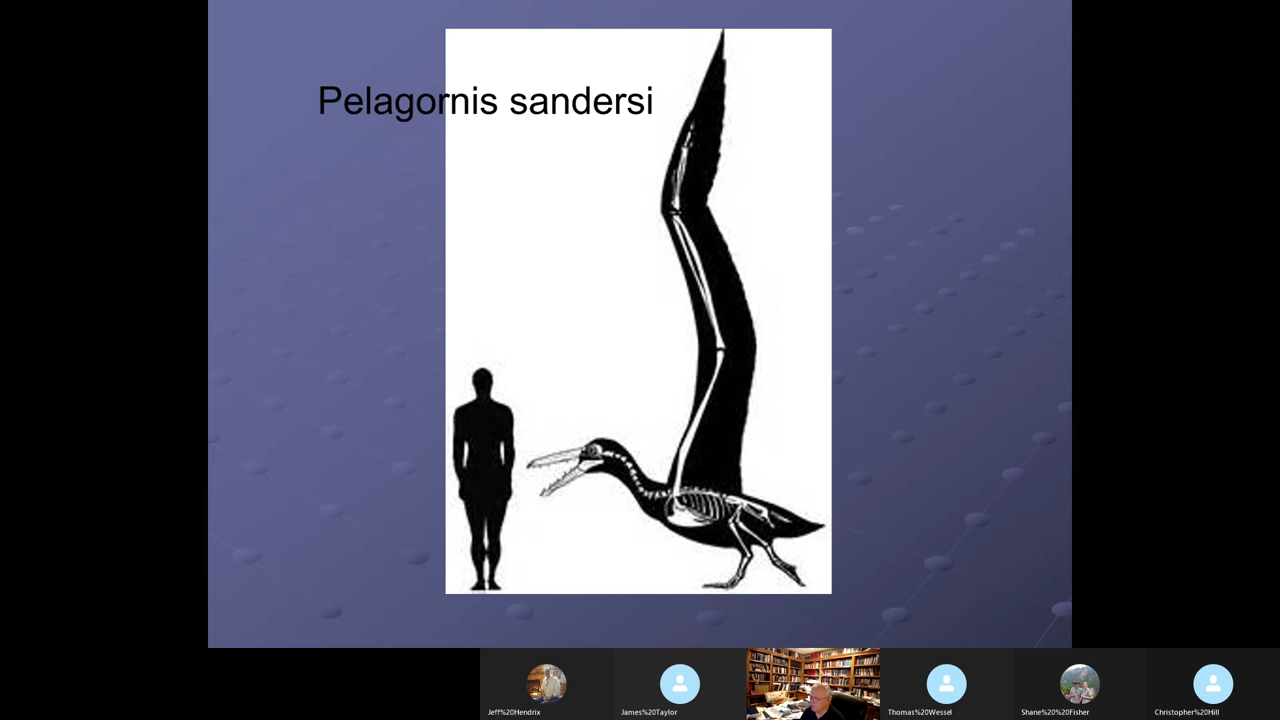 Pelagornis sandersi
Jeff%20Hendrix
James%20Taylor
Thomas%20Wessel
Shane%20%20Fisher
Christopher%20Hill